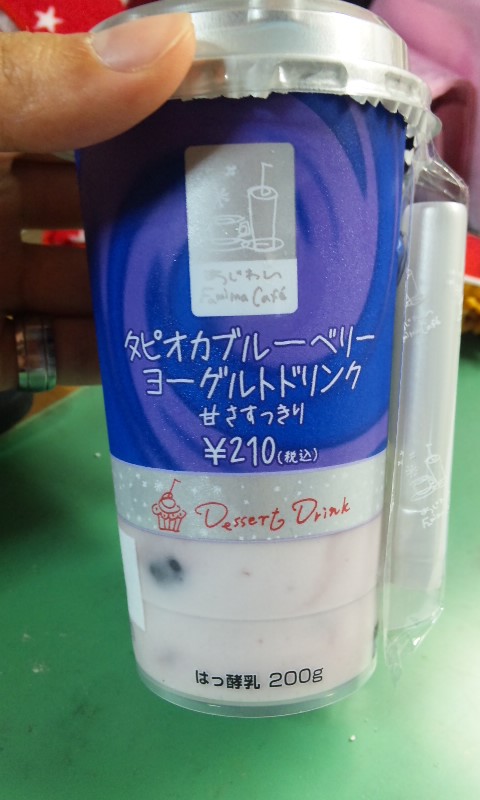 あじわい
Famima Café
タピオカブルーベリー
ヨーグルトドリンク
甘さすっきり
¥210(税込)
Dessert Drink
はっ酵乳 200g